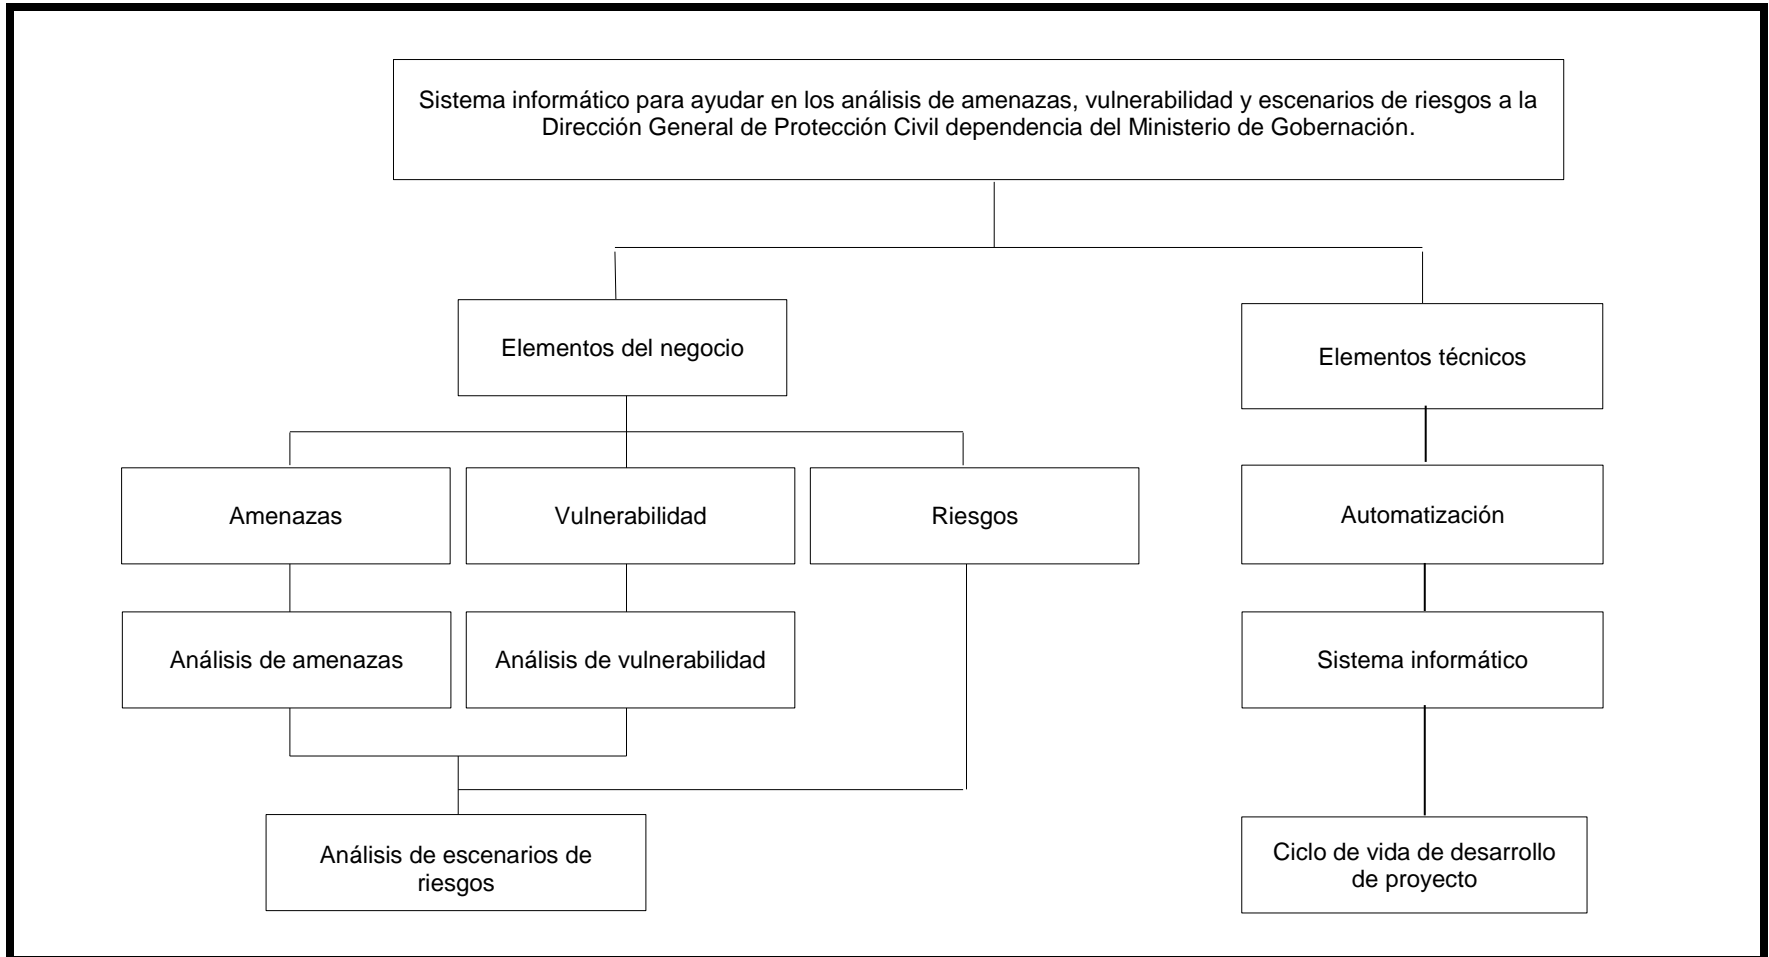 Sistema informático para ayudar en los análisis de amenazas, vulnerabilidad y escenarios de riesgos a la
Dirección General de Protección Civil dependencia del Ministerio de Gobernación.
Elementos del negocio
Elementos técnicos
Amenazas
Vulnerabilidad
Riesgos
Automatización
Análisis de amenazas
Análisis de vulnerabilidad
Sistema informático
Análisis de escenarios de
riesgos
Ciclo de vida de desarrollo
de proyecto